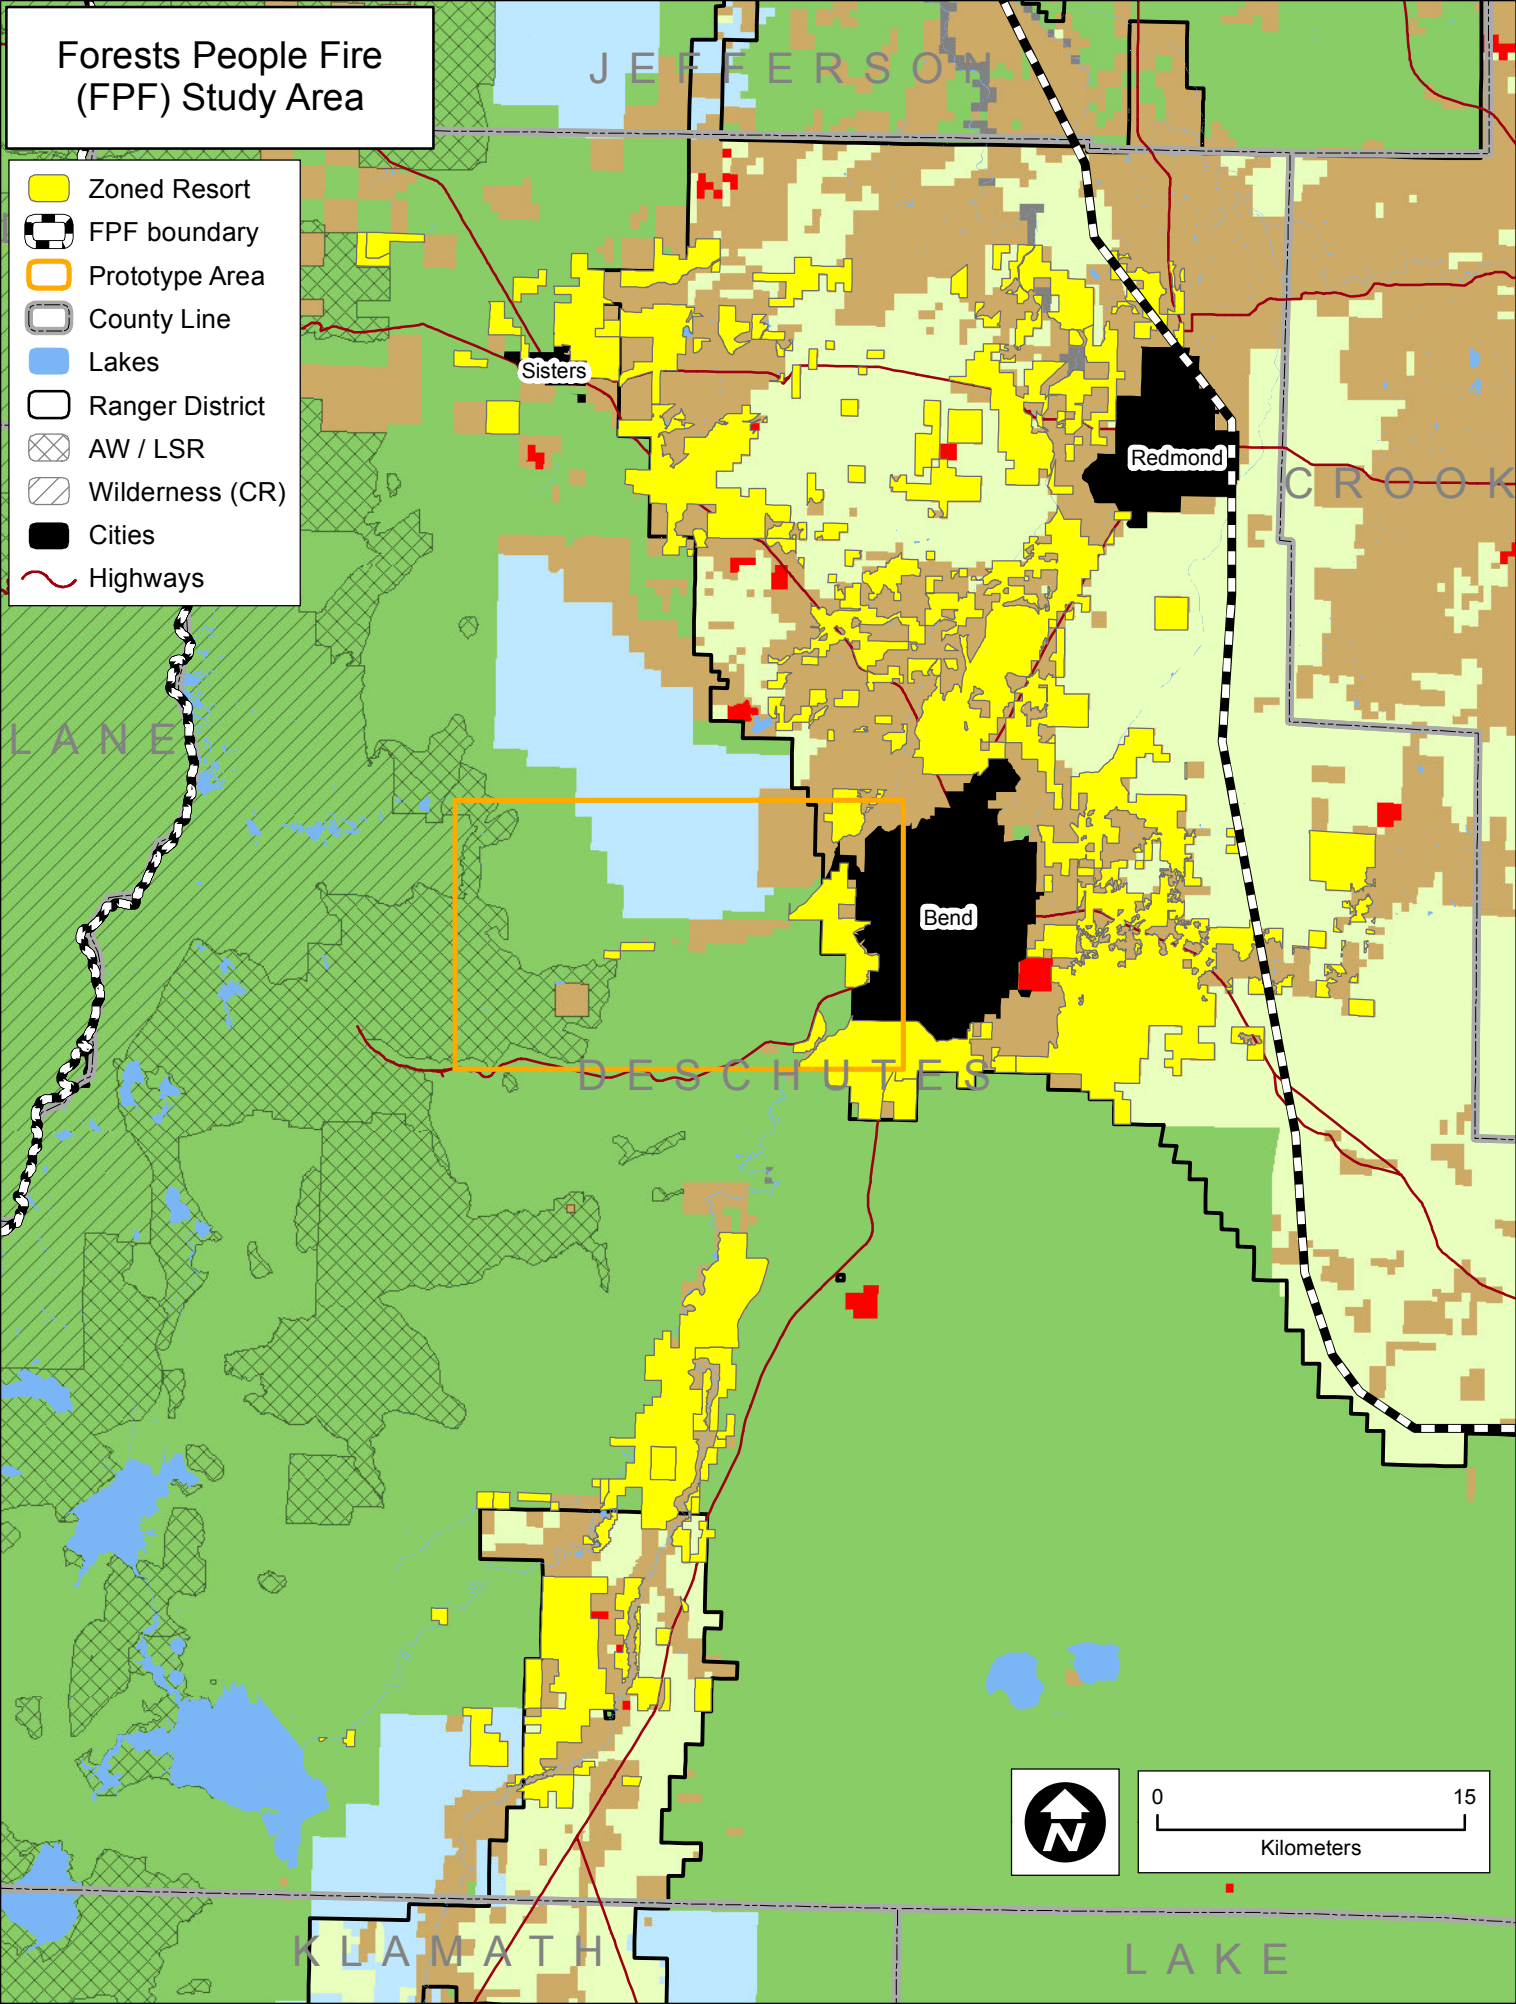 Forests People Fire
(FPF) Study Area
Zoned Resort
FPF boundary
Prototype Area
County Line
Lakes
Ranger District
AW / LSR
Wilderness (CR)
Cities
Highways
JEFFERSON
Sisters
Redmond
CROOK
LANE
Bend
DESCHUTES
N
0 15
Kilometers
KLAMATH
LAKE